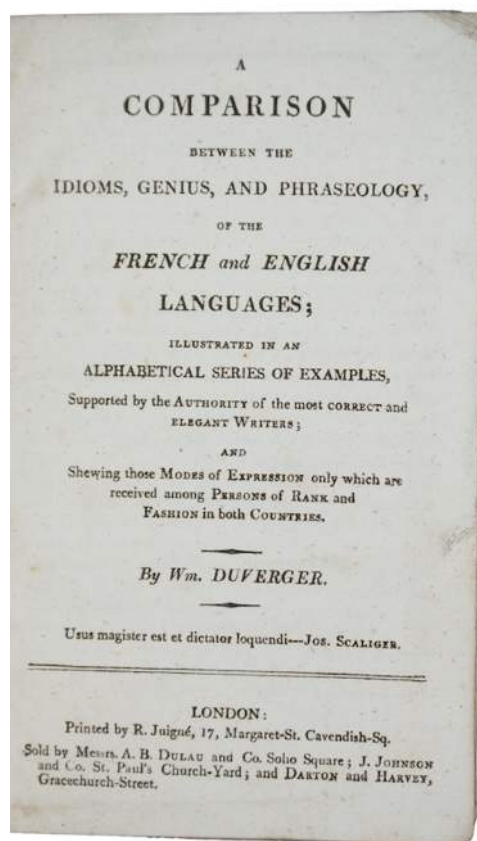 A
COMPARISON
BETWEEN THE
IDIOMS, GENIUS, AND PHRASEOLOGY,
OF THE
FRENCH and ENGLISH
LANGUAGES;
ILLUSTRATED IN AN
ALPHABETICAL SERIES OF EXAMPLES,
Supported by the AUTHORITY of the most CORRECT and
ELEGANT WRITERS;
AND
Shewing those MODES of EXPRESSION only which are
received among PERSONS of RANK and
FASHION in both COUNTRIES.
By Wm. DUVERGER.
Usus magister est et dictator loquendi---JOS. SCALIGER.
LONDON:
Printed by R. Juigné, 17, Margaret-St. Cavendish-Sq.
Sold by Messrs. A. B. DULAU and Co. Soho Square; J. JOHNSON
and Co. St. Paul's Church-Yard; and DARTON and HARVEY,
Gracechurch-Street.